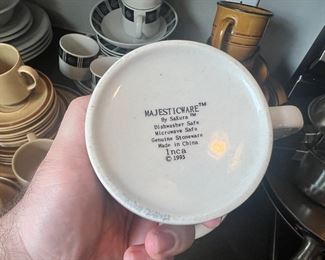 MAJESTICWARE™
By Sakura™
Dishwasher Safe
Microwave Safe
Genuine Stoneware
Made in China
Inca
© 1995